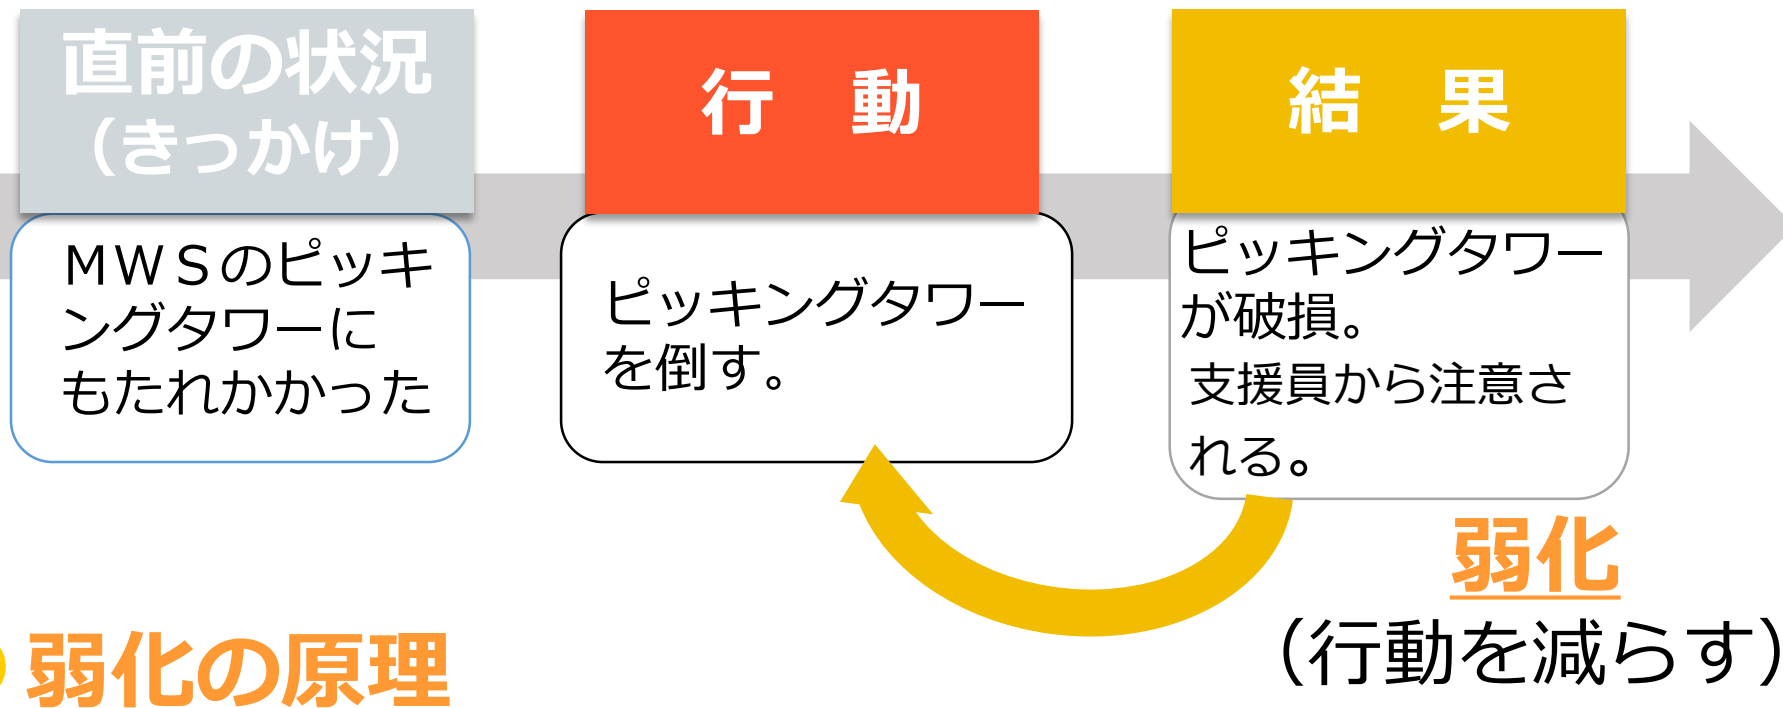 直前の状況
（きっかけ）
行　動
結　果
ＭＷＳのピッキ
ングタワーに
もたれかかった
ピッキングタワー
を倒す。
ピッキングタワー
が破損。
支援員から注意さ
れる。
弱化
（行動を減らす）
弱化の原理